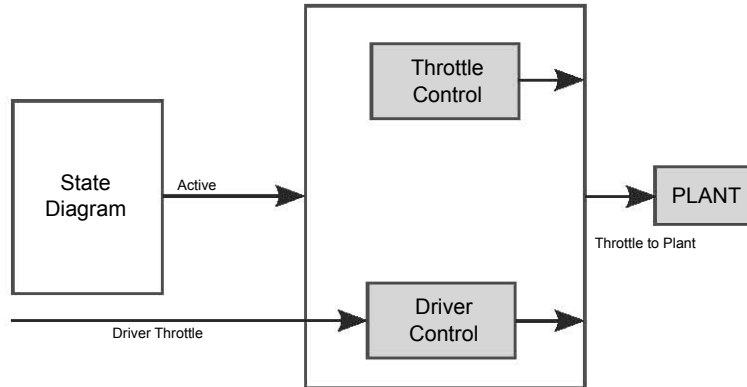 Throttle
Control
State
Diagram
Active
PLANT
Throttle to Plant
Driver
Control
Driver Throttle